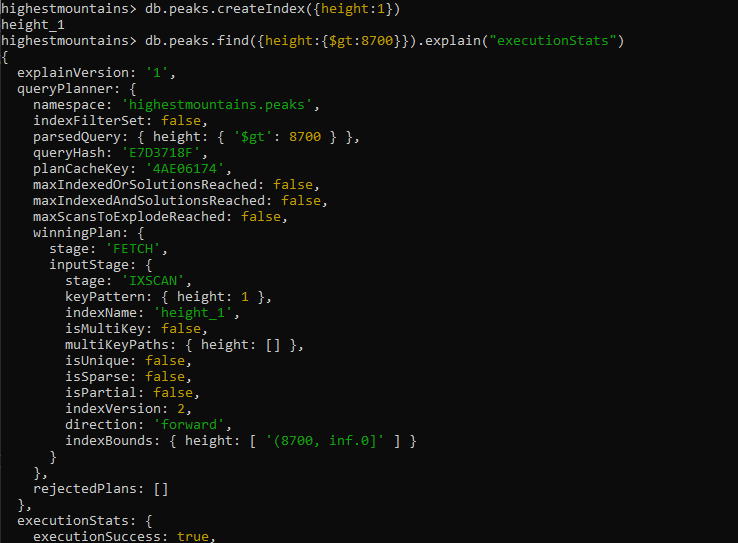 highestmountains> db.peaks.createIndex({height:1})
height_1
highestmountains> db.peaks.find({height:{$gt:8700}}).explain("executionStats")
{
  explainVersion: '1',
  queryPlanner: {
    namespace: 'highestmountains.peaks',
    indexFilterSet: false,
    parsedQuery: { height: { '$gt': 8700 } },
    queryHash: 'E7D3718F',
    planCacheKey: '4AE06174',
    maxIndexedOrSolutionsReached: false,
    maxIndexedAndSolutionsReached: false,
    maxScansToExplodeReached: false,
    winningPlan: {
      stage: 'FETCH',
      inputStage: {
        stage: 'IXSCAN',
        keyPattern: { height: 1 },
        indexName: 'height_1',
        isMultiKey: false,
        multiKeyPaths: { height: [] },
        isUnique: false,
        isSparse: false,
        isPartial: false,
        indexVersion: 2,
        direction: 'forward',
        indexBounds: { height: [ '(8700, inf.0]' ] }
      }
    },
    rejectedPlans: []
  },
  executionStats: {
    executionSuccess: true,